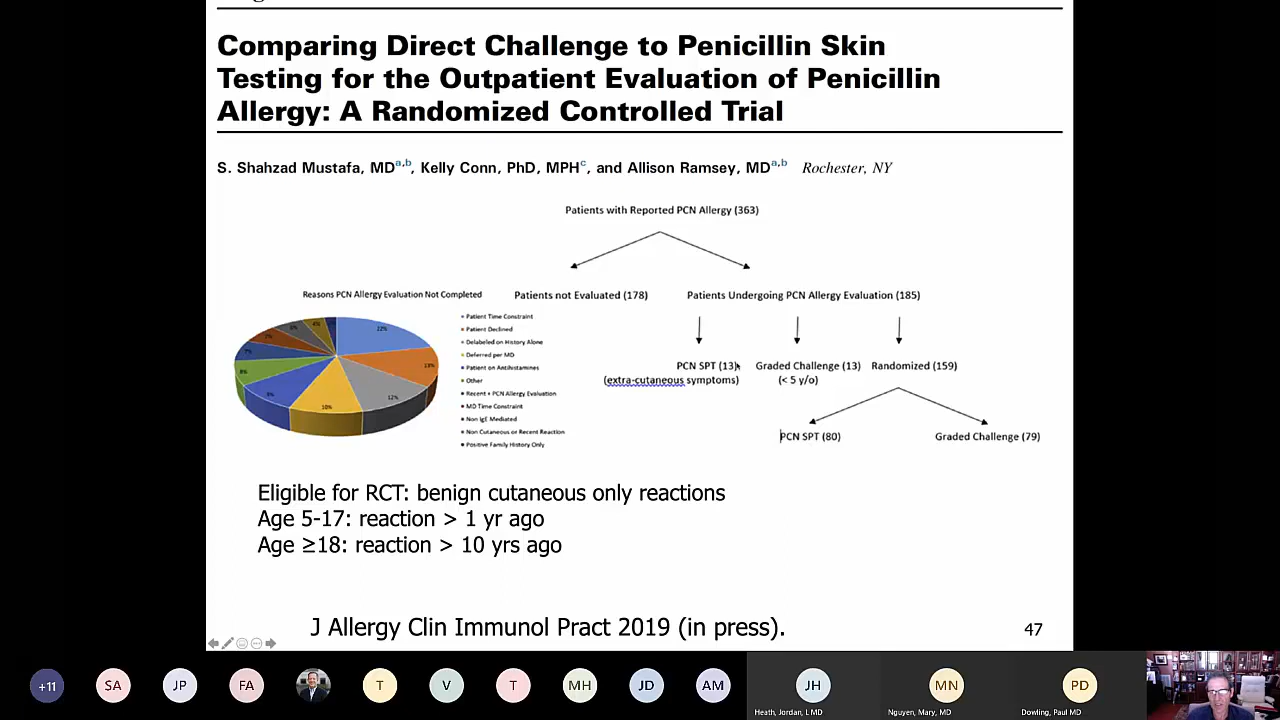 Comparing Direct Challenge to Penicillin Skin
Testing for the Outpatient Evaluation of Penicillin
Allergy: A Randomized Controlled Trial
S. Shahzad Mustafa, MDa,b, Kelly Conn, PhD, MPHc, and Allison Ramsey, MDa,b Rochester, NY
Patients with Reported PCN Allergy (363)
Reasons PCN Allergy Evaluation Not Completed
Patients not Evaluated (178)
Patients Undergoing PCN Allergy Evaluation (185)
22%
12%
10%
Patient Time Constraint
Patient Declined
Delabeled on History Alone
Deferred per MD
Patient on Antihistamines
Other
Recent + PCN Allergy Evaluation
MD Time Constraint
Non IgE Mediated
Non Cutaneous or Recent Reaction
Positive Family History Only
PCN SPT (13)
(extra-cutaneous symptoms)
Graded Challenge (13)
(< 5 y/o)
Randomized (159)
PCN SPT (80)
Graded Challenge (79)
Eligible for RCT: benign cutaneous only reactions
Age 5-17: reaction > 1 yr ago
Age ≥18: reaction > 10 yrs ago
J Allergy Clin Immunol Pract 2019 (in press).
47
+11
SA
JP
FA
T
V
T
MH
JD
AM
JH
Heath, Jordan, L MD
MN
Nguyen, Mary, MD
PD
Dowling, Paul MD